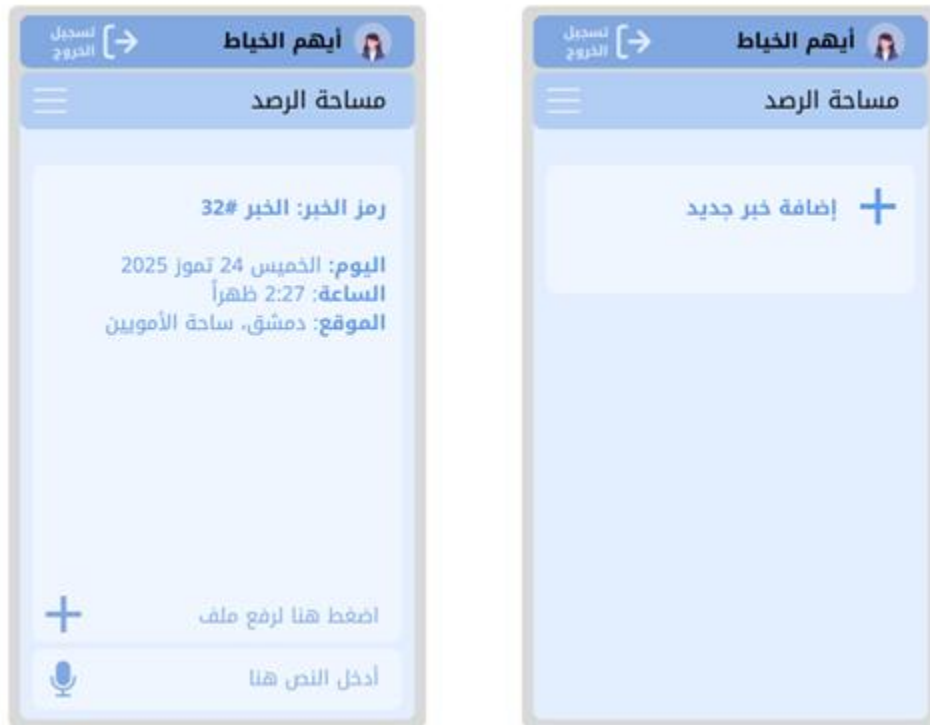 أيهم الخياط
تسجيل
الخروج
مساحة الرصد
إضافة خبر جديد
أيهم الخياط
تسجيل
الخروج
مساحة الرصد
رمز الخبر: الخبر #32
اليوم: الخميس 24 تموز 2025
الساعة: 2:27 ظهراً
الموقع: دمشق، ساحة الأمويين
اضغط هنا لرفع ملف
أدخل النص هنا